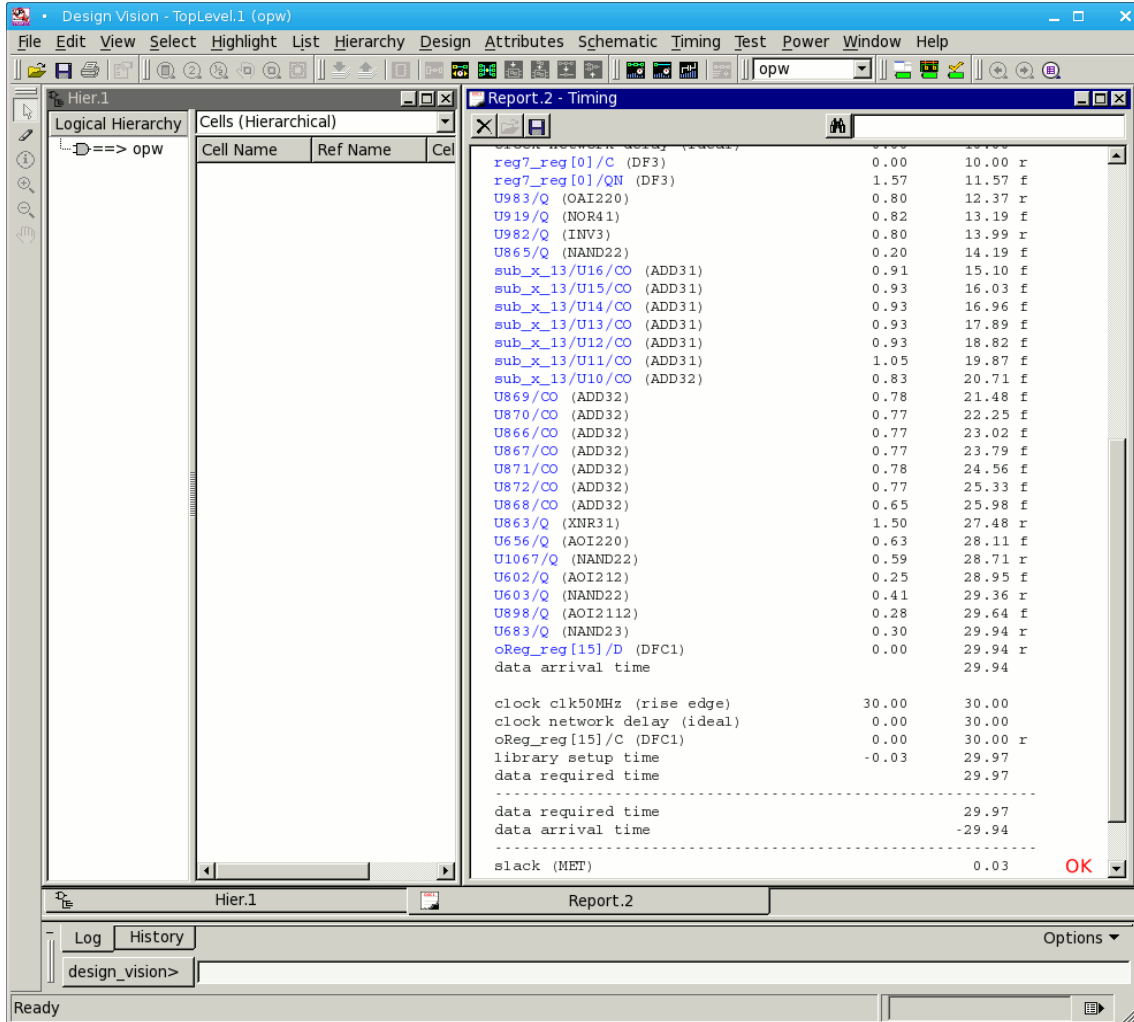 Design Vision - TopLevel.1 (opw)
File Edit View Select Highlight List Hierarchy Design Attributes Schematic Timing Test Power Window Help
opw
Hier.1
Logical Hierarchy
==> opw
Cells (Hierarchical)
Cell Name Ref Name Cel
Report.2 - Timing
clock network delay (ideal) 0.00 10.00
reg7_reg[0]/C (DF3) 0.00 10.00 r
reg7_reg[0]/QN (DF3) 1.57 11.57 f
U983/Q (OAI220) 0.80 12.37 r
U919/Q (NOR41) 0.82 13.19 f
U982/Q (INV3) 0.80 13.99 r
U865/Q (NAND22) 0.20 14.19 f
sub_x_13/U16/CO (ADD31) 0.91 15.10 f
sub_x_13/U15/CO (ADD31) 0.93 16.03 f
sub_x_13/U14/CO (ADD31) 0.93 16.96 f
sub_x_13/U13/CO (ADD31) 0.93 17.89 f
sub_x_13/U12/CO (ADD31) 0.93 18.82 f
sub_x_13/U11/CO (ADD31) 1.05 19.87 f
sub_x_13/U10/CO (ADD32) 0.83 20.71 f
U869/CO (ADD32) 0.78 21.48 f
U870/CO (ADD32) 0.77 22.25 f
U866/CO (ADD32) 0.77 23.02 f
U867/CO (ADD32) 0.77 23.79 f
U871/CO (ADD32) 0.78 24.56 f
U872/CO (ADD32) 0.77 25.33 f
U868/CO (ADD32) 0.65 25.98 f
U863/Q (XNR31) 1.50 27.48 r
U656/Q (AOI220) 0.63 28.11 f
U1067/Q (NAND22) 0.59 28.71 r
U602/Q (AOI212) 0.25 28.95 f
U603/Q (NAND22) 0.41 29.36 r
U898/Q (AOI2112) 0.28 29.64 f
U683/Q (NAND23) 0.30 29.94 r
oReg_reg[15]/D (DFC1) 0.00 29.94 r
data arrival time 29.94
clock clk50MHz (rise edge) 30.00 30.00
clock network delay (ideal) 0.00 30.00
oReg_reg[15]/C (DFC1) 0.00 30.00 r
library setup time -0.03 29.97
data required time 29.97
data required time 29.97
data arrival time -29.94
slack (MET) 0.03 OK
Hier.1 Report.2
Log History Options
design_vision>
Ready